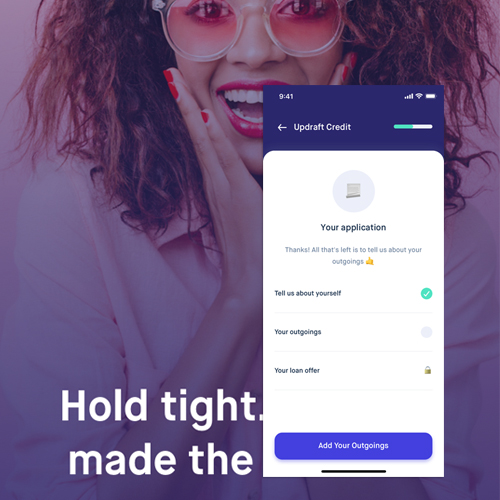 9:41
Updraft Credit
Your application
Thanks! All that's left is to tell us about your
outgoings 🤙
Tell us about yourself
Your outgoings
Your loan offer
Add Your Outgoings
Hold tight.
made the